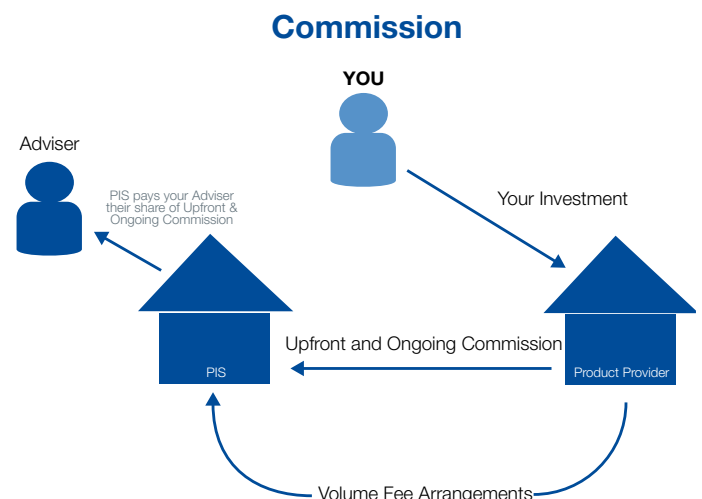 Commission
YOU
Adviser
PIS pays your Adviser
their share of Upfront &
Ongoing Commission
Your Investment
Upfront and Ongoing Commission
PIS
Product Provider
Volume Fee Arrangements